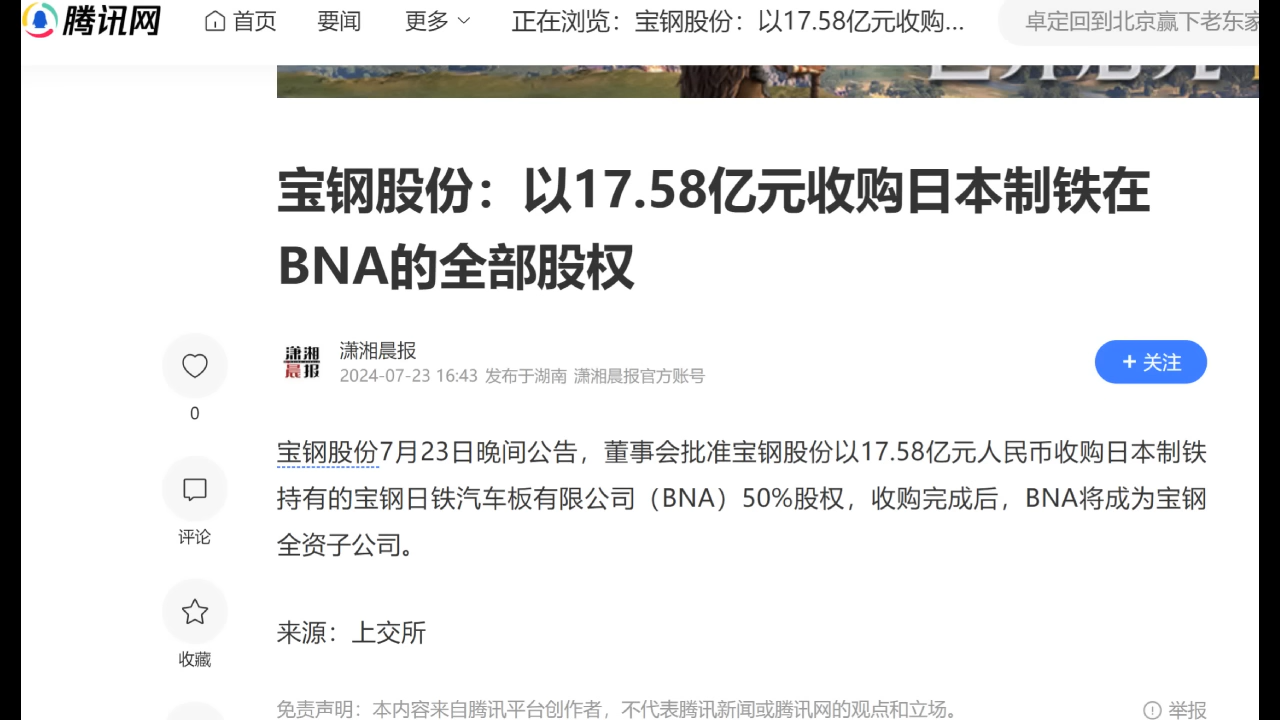 腾讯网 首页 要闻 更多 正在浏览：宝钢股份：以17.58亿元收购... 卓定回到北京赢下老东家
宝钢股份：以17.58亿元收购日本制铁在
BNA的全部股权
潇湘晨报
潇湘晨报
2024-07-23 16:43 发布于湖南 潇湘晨报官方账号
+ 关注
0
宝钢股份7月23日晚间公告，董事会批准宝钢股份以17.58亿元人民币收购日本制铁
持有的宝钢日铁汽车板有限公司（BNA）50%股权，收购完成后，BNA将成为宝钢
评论
全资子公司。
来源：上交所
收藏
免责声明：本内容来自腾讯平台创作者，不代表腾讯新闻或腾讯网的观点和立场。 举报